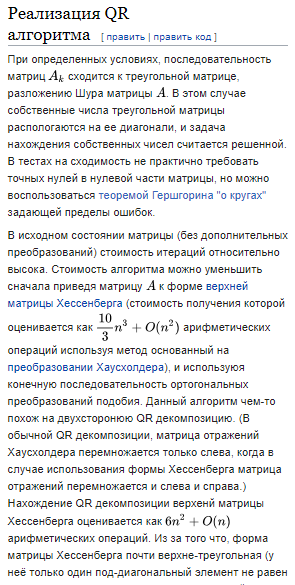 Реализация QR
алгоритма [ править | править код ]
При определенных условиях, последовательность
матриц A_k сходится к треугольной матрице,
разложению Шура матрицы A. В этом случае
собственные числа треугольной матрицы
распологаются на ее диагонали, и задача
нахождения собственных чисел считается решенной.
В тестах на сходимость не практично требовать
точных нулей в нулевой части матрицы, но можно
воспользоваться теоремой Гершгорина "о кругах"
задающей пределы ошибок.
В исходном состоянии матрицы (без дополнительных
преобразований) стоимость итераций относительно
высока. Стоимость алгоритма можно уменьшить
сначала приведя матрицу A к форме верхней
матрицы Хессенберга (стоимость получения которой
оценивается как \frac{10}{3}n^3 + O(n^2) арифметических
операций используя метод основанный на
преобразовании Хаусхолдера), и используюя
конечную последовательность ортогональных
преобразований подобия. Данный алгоритм чем-то
похож на двухстороннюю QR декомпозицию. (В
обычной QR декомпозиции, матрица отражений
Хаусхолдера перемножается только слева, когда в
случае использования формы Хессенберга матрица
отражений перемножается и слева и справа.)
Нахождение QR декомпозиции верхенй матрицы
Хессенберга оценивается как 6n^2 + O(n)
арифметических операций. Из за того, что форма
матрицы Хессенберга почти верхне-треугольная (у
неё только один под-диагональный элемент не равен